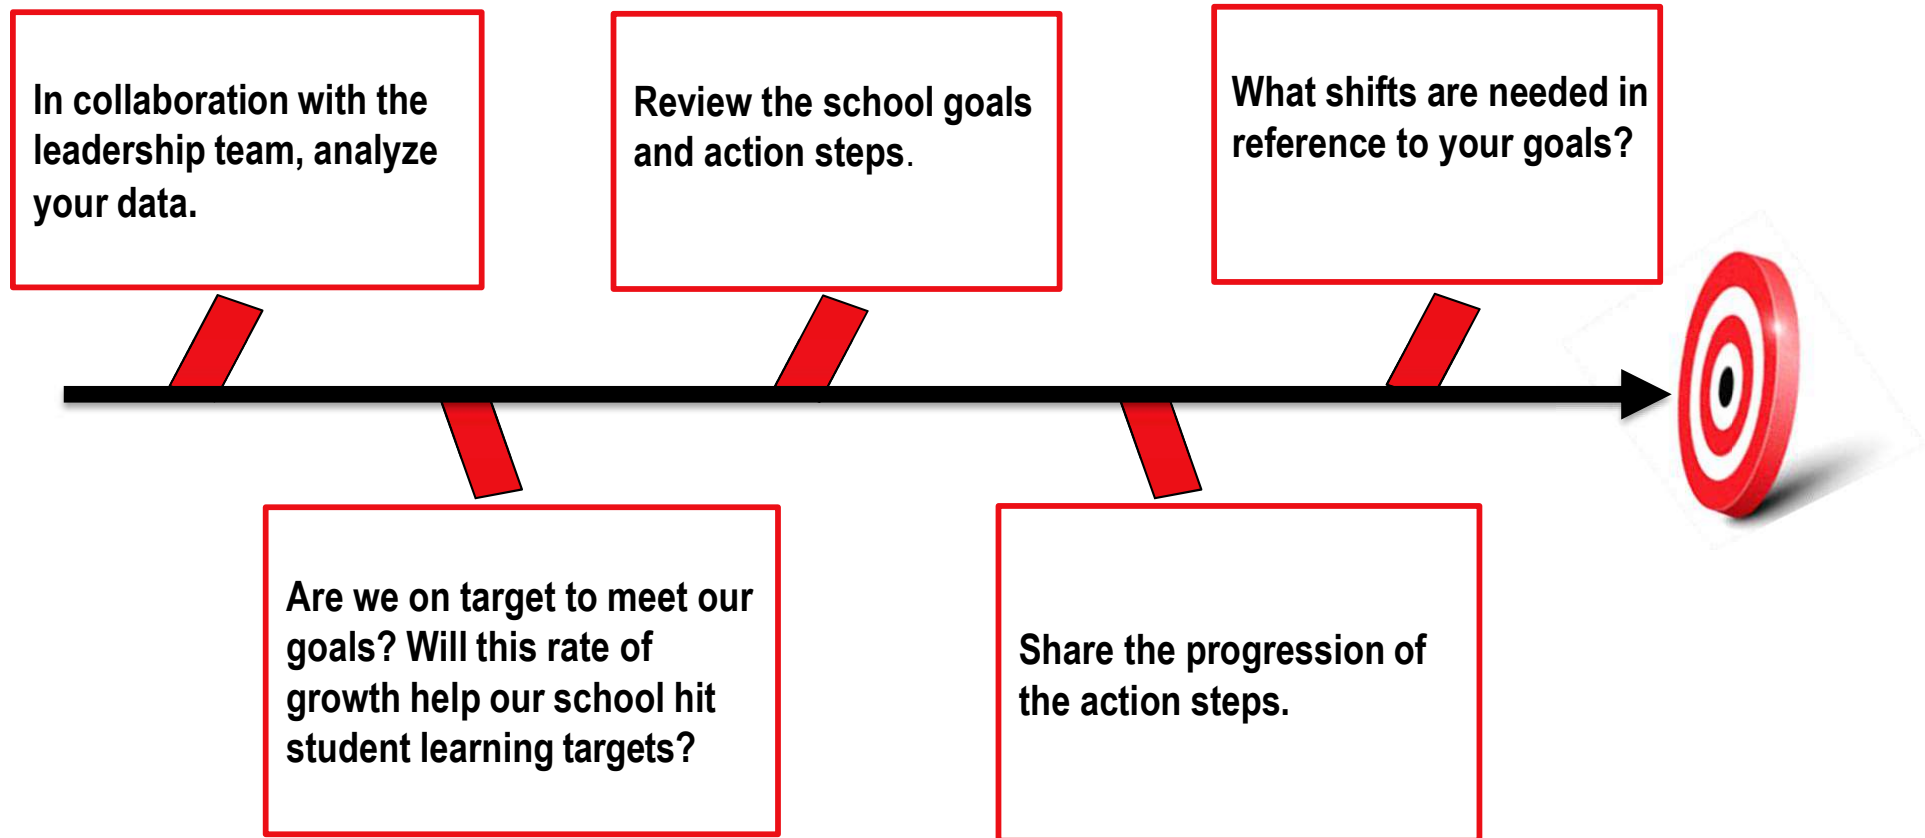 In collaboration with the
leadership team, analyze
your data.
Are we on target to meet our
goals? Will this rate of
growth help our school hit
student learning targets?
Review the school goals
and action steps.
Share the progression of
the action steps.
What shifts are needed in
reference to your goals?